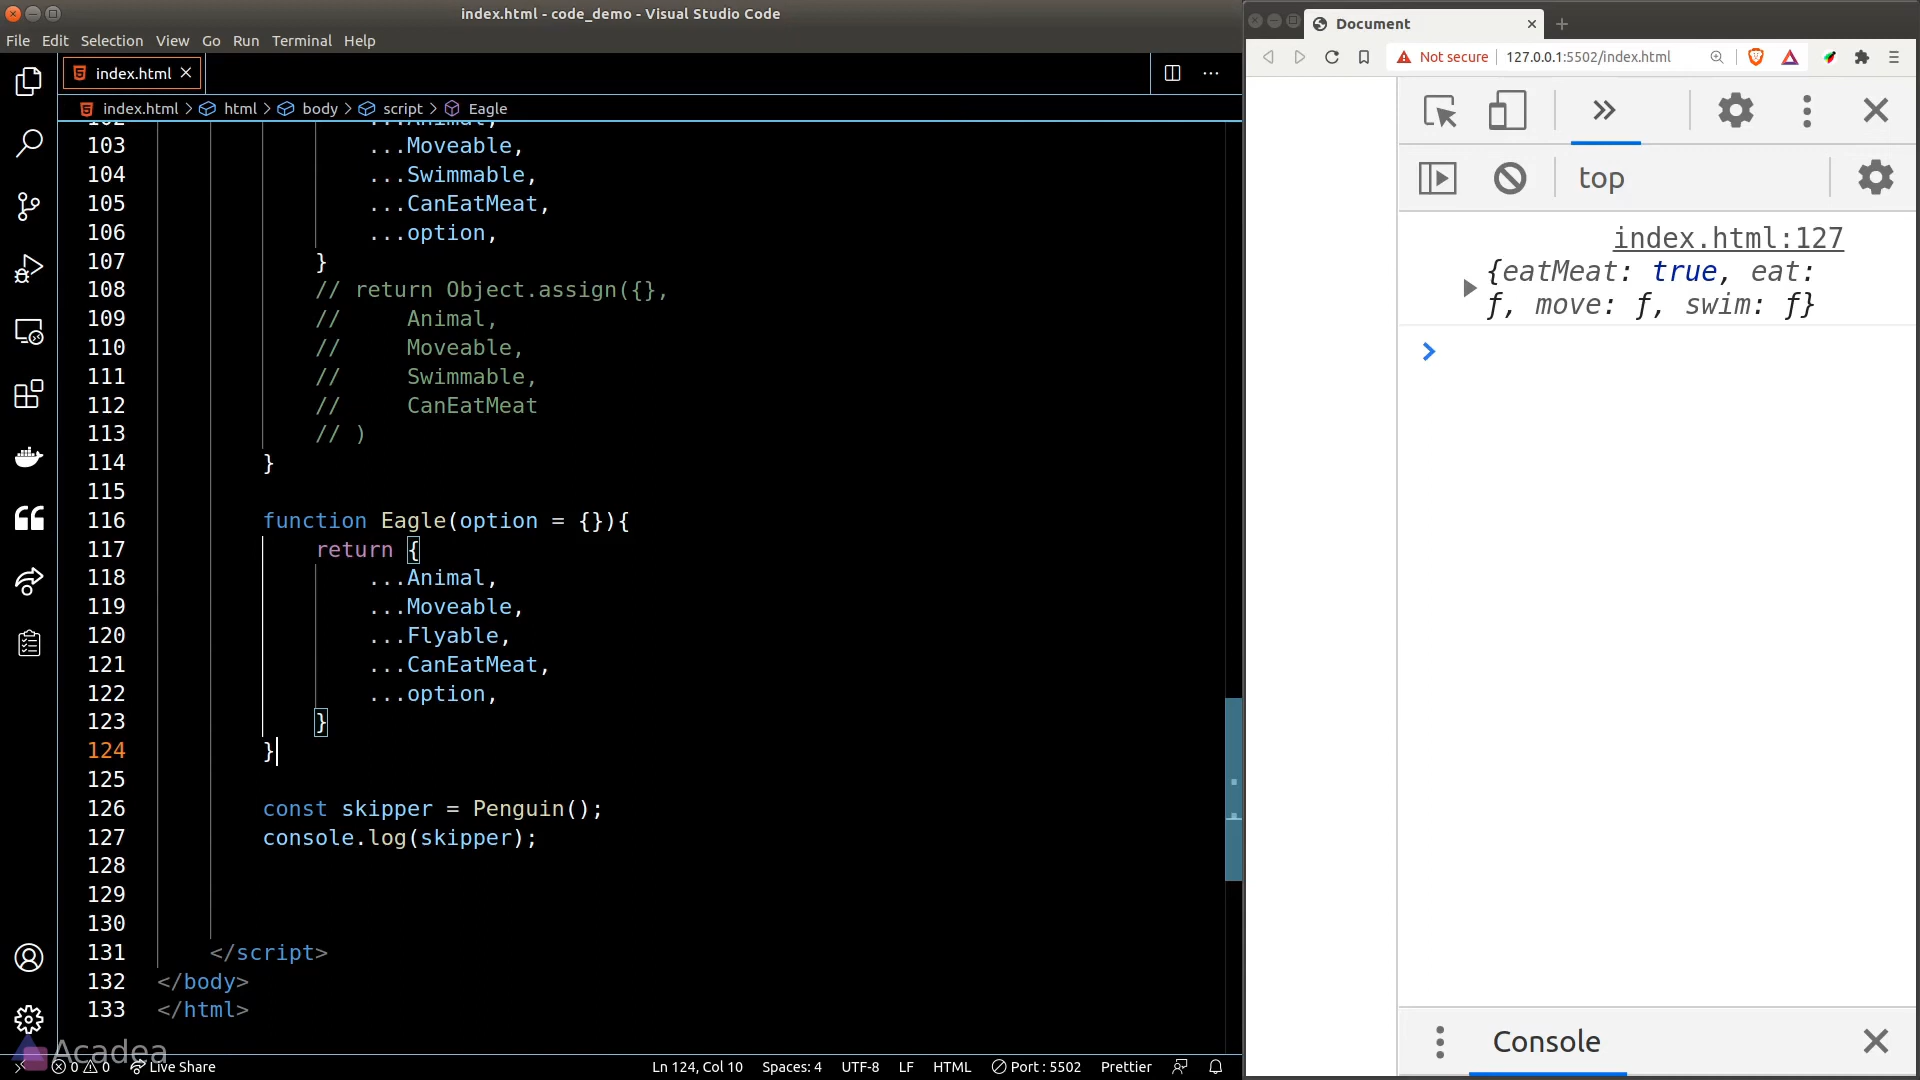 index.html - code_demo - Visual Studio Code
File Edit Selection View Go Run Terminal Help
index.html
index.html > html > body > script > Eagle
102 ...Animal,
103 ...Moveable,
104 ...Swimmable,
105 ...CanEatMeat,
106 ...option,
107 }
108 // return Object.assign({},
109 // Animal,
110 // Moveable,
111 // Swimmable,
112 // CanEatMeat
113 // )
114 }
115
116 function Eagle(option = {}){
117 return {
118 ...Animal,
119 ...Moveable,
120 ...Flyable,
121 ...CanEatMeat,
122 ...option,
123 }
124 }
125
126 const skipper = Penguin();
127 console.log(skipper);
128
129
130
131 </script>
132 </body>
133 </html>
Acadea
0 0 Live Share Ln 124, Col 10 Spaces: 4 UTF-8 LF HTML Port : 5502 Prettier
Document
Not secure 127.0.0.1:5502/index.html
top
index.html:127
{eatMeat: true, eat:
ƒ, move: ƒ, swim: ƒ}
Console